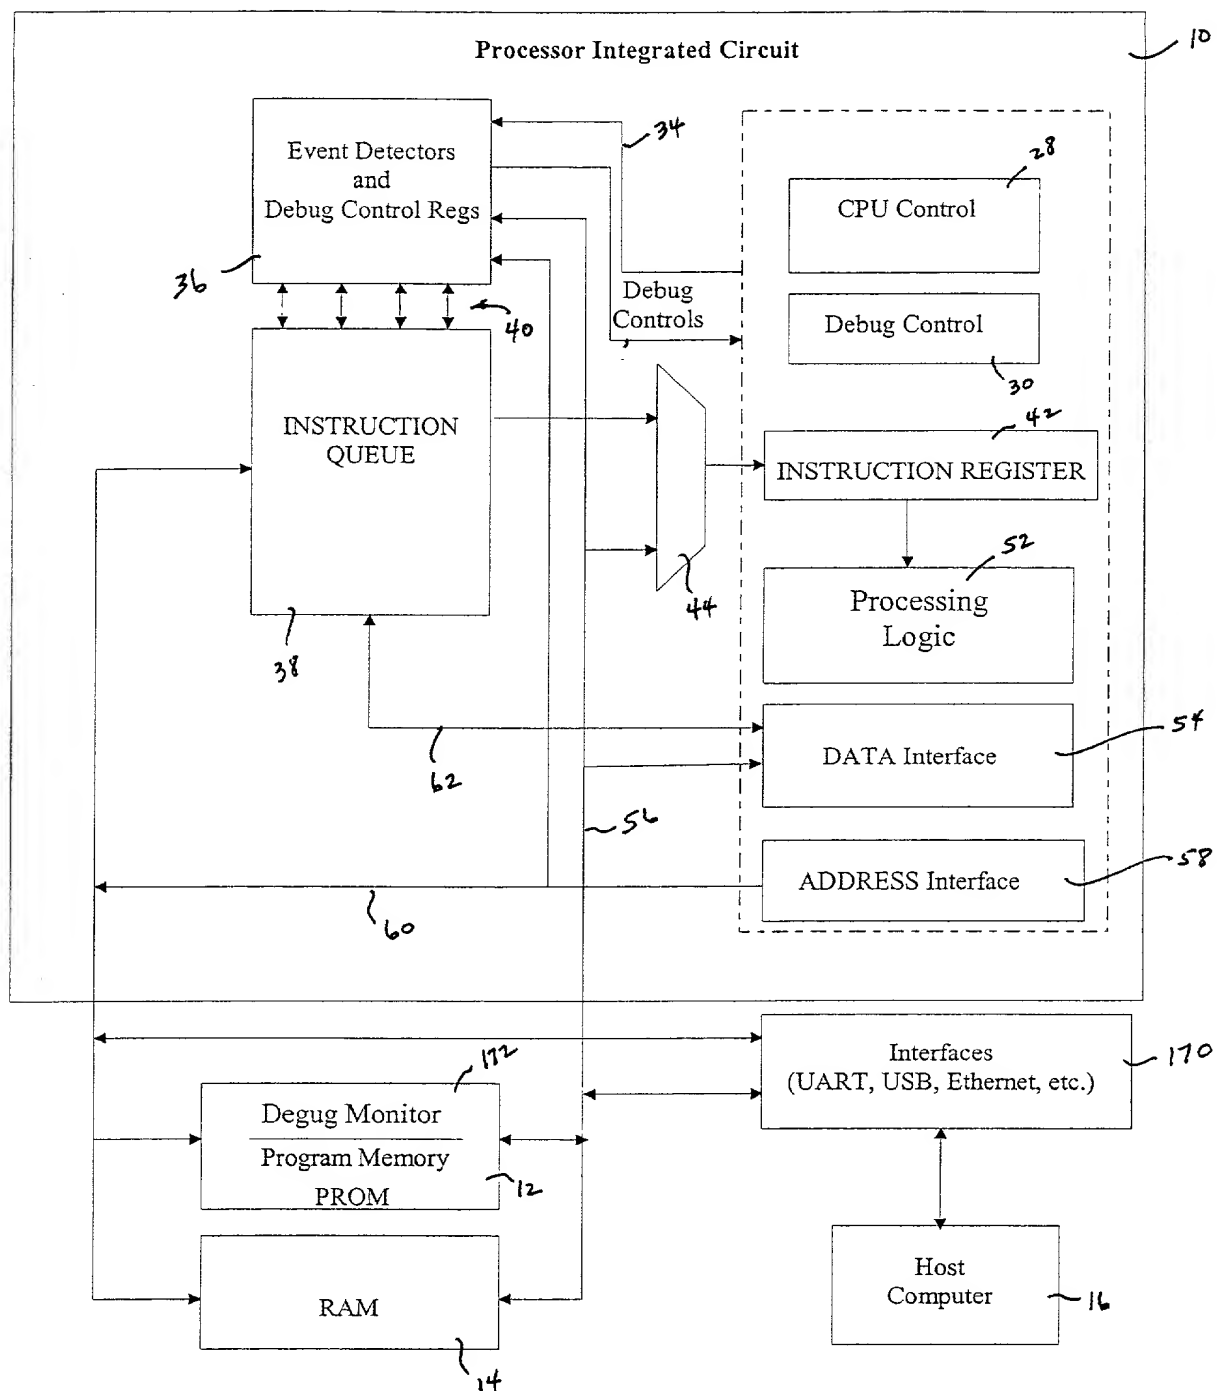 Processor Integrated Circuit
10
Event Detectors
and
Debug Control Regs
36
34
28
CPU Control
Debug
Controls
40
Debug Control
30
INSTRUCTION
QUEUE
38
42
INSTRUCTION REGISTER
44
52
Processing
Logic
62
54
DATA Interface
56
58
ADDRESS Interface
60
Interfaces
(UART, USB, Ethernet, etc.)
170
172
Degug Monitor
Program Memory
PROM
12
RAM
14
Host
Computer
16